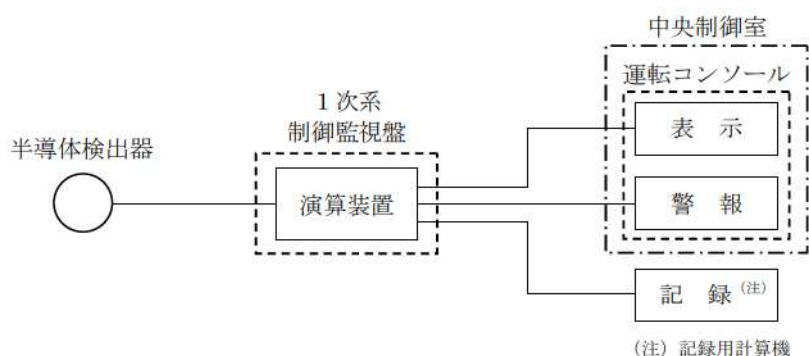 中央制御室
運転コンソール
1次系
制御監視盤
半導体検出器
表 示
演算装置
警 報
記 録 (注)
(注) 記録用計算機